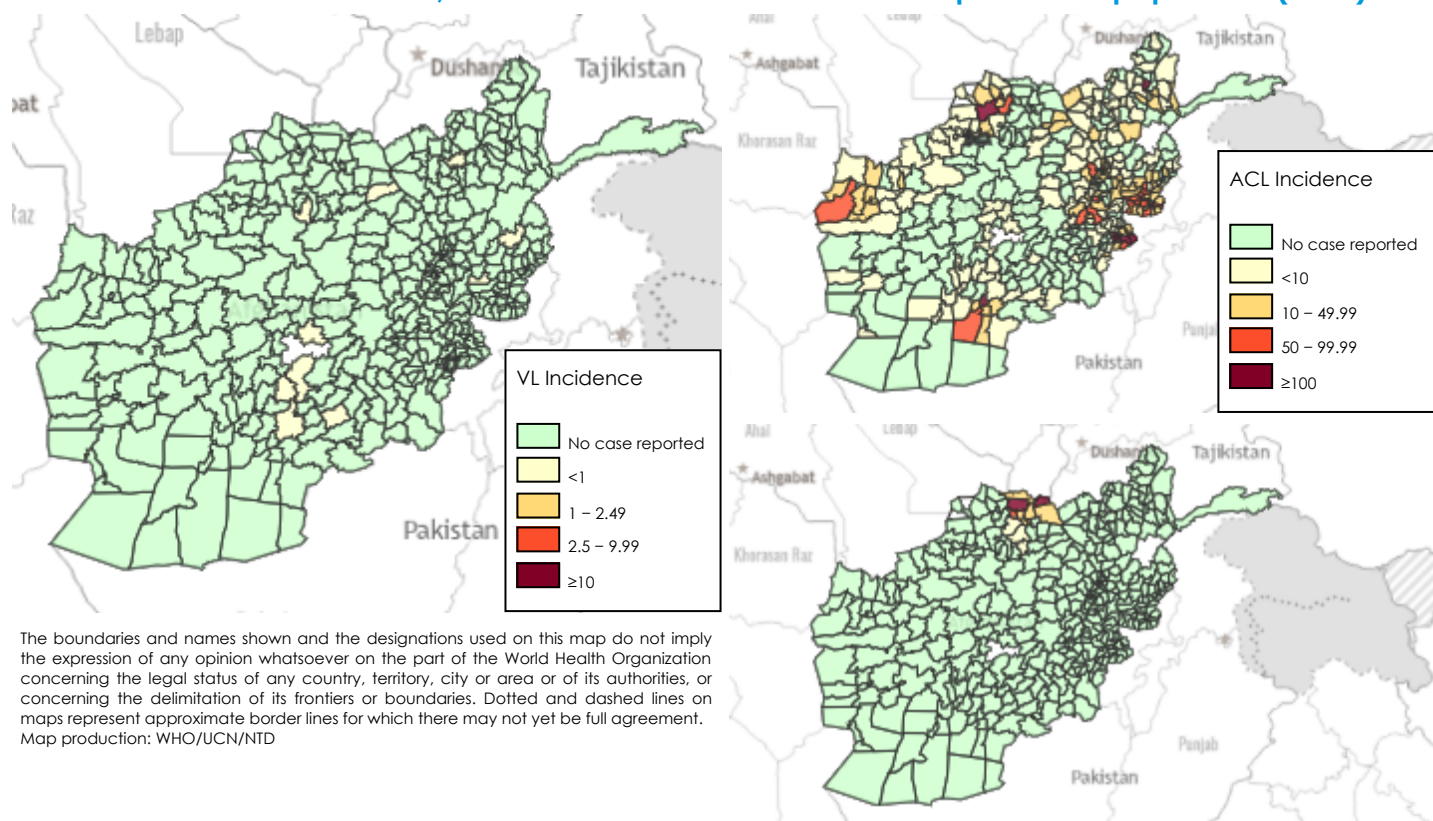 Lebap
Dushan
Tajikistan
bat
Raz
Pakistan
VL Incidence
No case reported
<1
1 – 2.49
2.5 – 9.99
≥10
The boundaries and names shown and the designations used on this map do not imply
the expression of any opinion whatsoever on the part of the World Health Organization
concerning the legal status of any country, territory, city or area or of its authorities, or
concerning the delimitation of its frontiers or boundaries. Dotted and dashed lines on
maps represent approximate border lines for which there may not yet be full agreement.
Map production: WHO/UCN/NTD
Ahal
Lebap
Dushanb
Tajikistan
Ashgabat
Khorasan Raz
Punjab
Pakistan
ACL Incidence
No case reported
<10
10 – 49.99
50 – 99.99
≥100
Ahal
Lebap
Dushanb
Tajikistan
Ashgabat
Khorasan Raz
Punjab
Pakistan